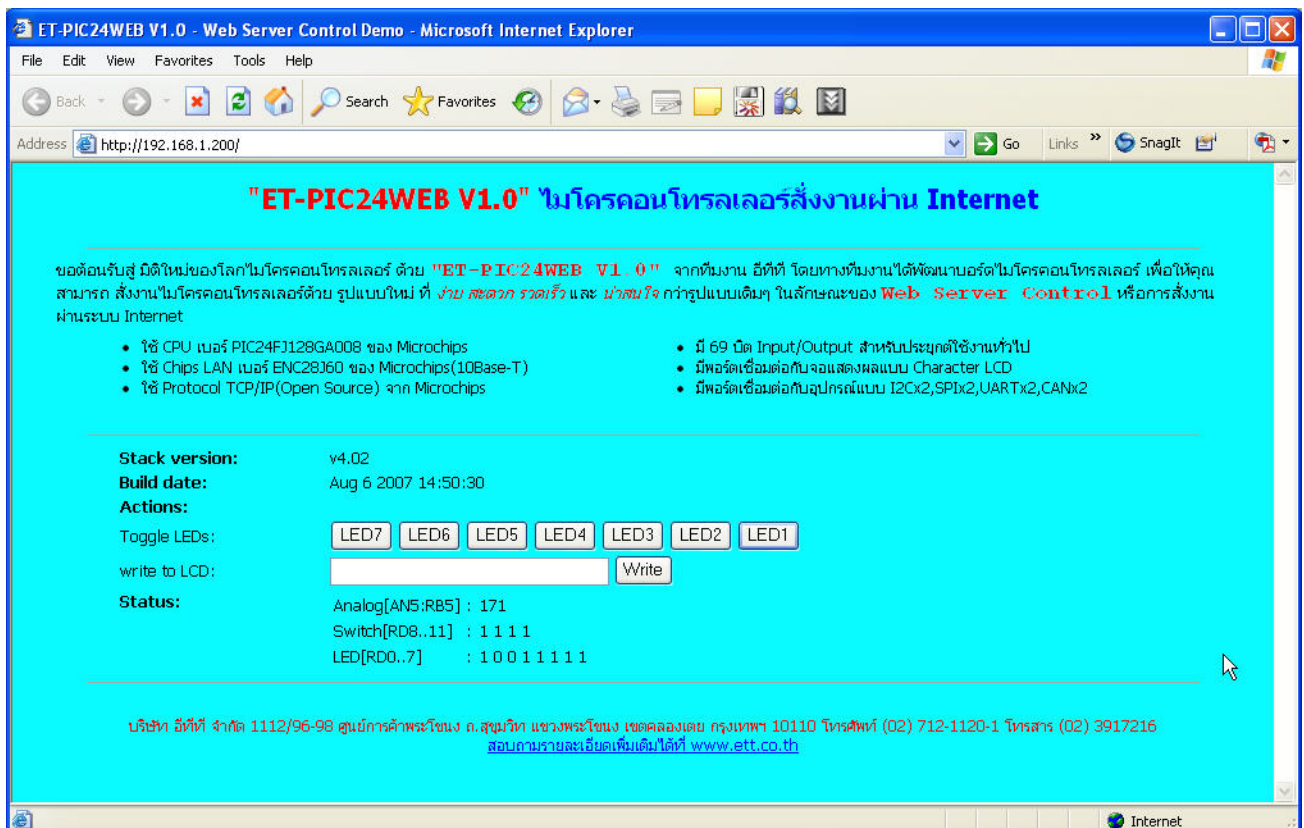 ET-PIC24WEB V1.0 - Web Server Control Demo - Microsoft Internet Explorer
File Edit View Favorites Tools Help
Back Search Favorites
Address http://192.168.1.200/ Go Links » SnagIt
"ET-PIC24WEB V1.0" ไมโครคอนโทรลเลอร์สั่งงานผ่าน Internet
ขอต้อนรับสู่ มิติใหม่ของโลกไมโครคอนโทรลเลอร์ ด้วย "ET-PIC24WEB V1.0" จากทีมงาน อีทีที โดยทางทีมงานได้พัฒนาบอร์ดไมโครคอนโทรลเลอร์ เพื่อให้คุณ
สามารถ สั่งงานไมโครคอนโทรลเลอร์ด้วย รูปแบบใหม่ ที่ ง่าย สะดวก รวดเร็ว และ น่าสนใจ กว่ารูปแบบเดิมๆ ในลักษณะของ Web Server Control หรือการสั่งงาน
ผ่านระบบ Internet
• ใช้ CPU เบอร์ PIC24FJ128GA008 ของ Microchips
• ใช้ Chips LAN เบอร์ ENC28J60 ของ Microchips(10Base-T)
• ใช้ Protocol TCP/IP(Open Source) จาก Microchips
• มี 69 บิต Input/Output สำหรับประยุกต์ใช้งานทั่วไป
• มีพอร์ตเชื่อมต่อกับจอแสดงผลแบบ Character LCD
• มีพอร์ตเชื่อมต่อกับอุปกรณ์แบบ I2Cx2,SPIx2,UARTx2,CANx2
Stack version: v4.02
Build date: Aug 6 2007 14:50:30
Actions:
Toggle LEDs: LED7 LED6 LED5 LED4 LED3 LED2 LED1
write to LCD: Write
Status: Analog[AN5:RB5] : 171
Switch[RD8..11] : 1 1 1 1
LED[RD0..7] : 1 0 0 1 1 1 1 1
บริษัท อีทีที จำกัด 1112/96-98 ศูนย์การค้าพระโขนง ถ.สุขุมวิท แขวงพระโขนง เขตคลองเตย กรุงเทพฯ 10110 โทรศัพท์ (02) 712-1120-1 โทรสาร (02) 3917216
สอบถามรายละเอียดเพิ่มเติมได้ที่ www.ett.co.th
Internet